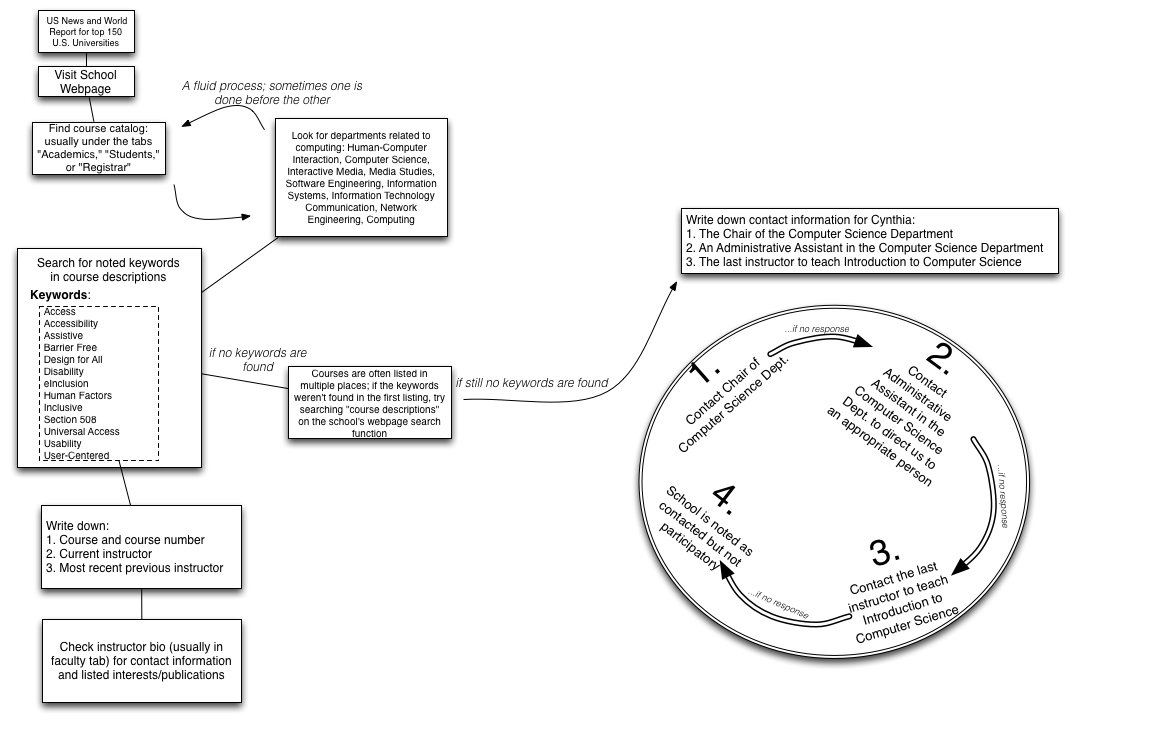 US News and World
Report for top 150
U.S. Universities
Visit School
Webpage
A fluid process; sometimes one is
done before the other
Find course catalog:
usually under the tabs
"Academics," "Students,"
or "Registrar"
Look for departments related to
computing: Human-Computer
Interaction, Computer Science,
Interactive Media, Media Studies,
Software Engineering, Information
Systems, Information Technology
Communication, Network
Engineering, Computing
Search for noted keywords
in course descriptions
Keywords:
Access
Accessibility
Assistive
Barrier Free
Design for All
Disability
eInclusion
Human Factors
Inclusive
Section 508
Universal Access
Usability
User-Centered
if no keywords are
found
Courses are often listed in
multiple places; if the keywords
weren't found in the first listing, try
searching "course descriptions"
on the school's webpage search
function
if still no keywords are found
Write down:
1. Course and course number
2. Current instructor
3. Most recent previous instructor
Check instructor bio (usually in
faculty tab) for contact information
and listed interests/publications
Write down contact information for Cynthia:
1. The Chair of the Computer Science Department
2. An Administrative Assistant in the Computer Science Department
3. The last instructor to teach Introduction to Computer Science
1.
Contact Chair of
Computer Science Dept.
...if no response
2.
Contact
Administrative
Assistant in the
Computer Science
Dept. to direct us to
an appropriate person
...if no response
3.
Contact the last
instructor to teach
Introduction to
Computer Science
...if no response
4.
School is noted as
contacted but not
participatory